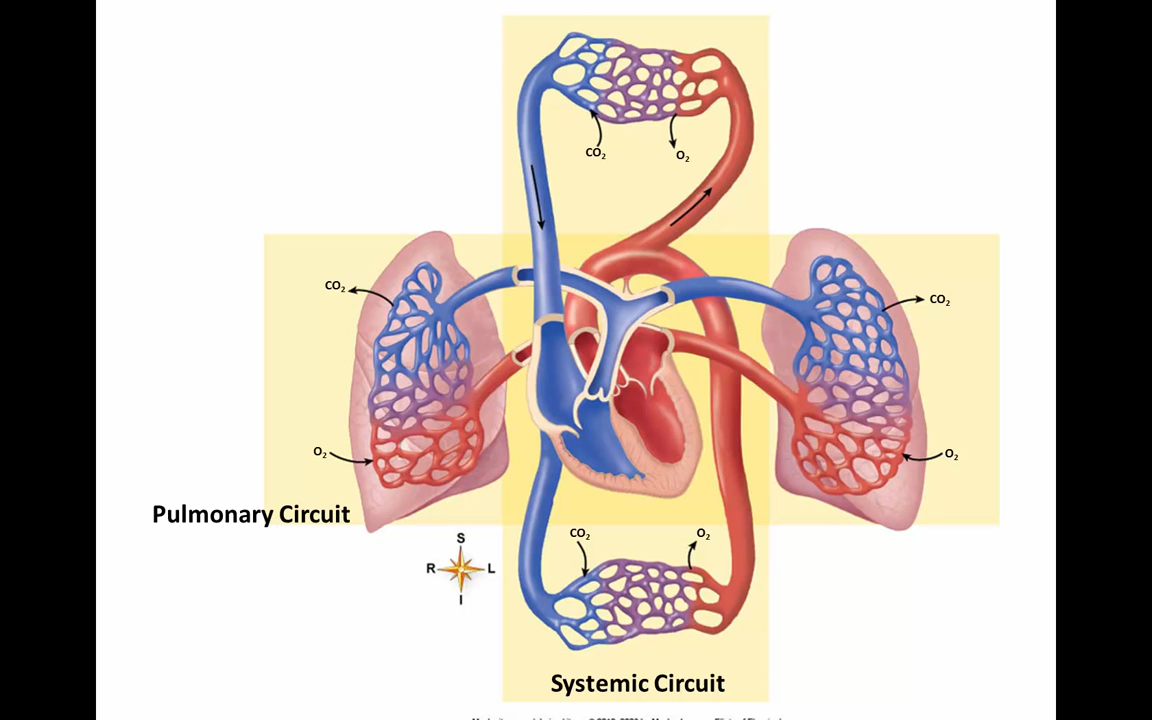 CO₂
O₂
CO₂
CO₂
O₂
O₂
Pulmonary Circuit
CO₂
O₂
S
R L
I
Systemic Circuit